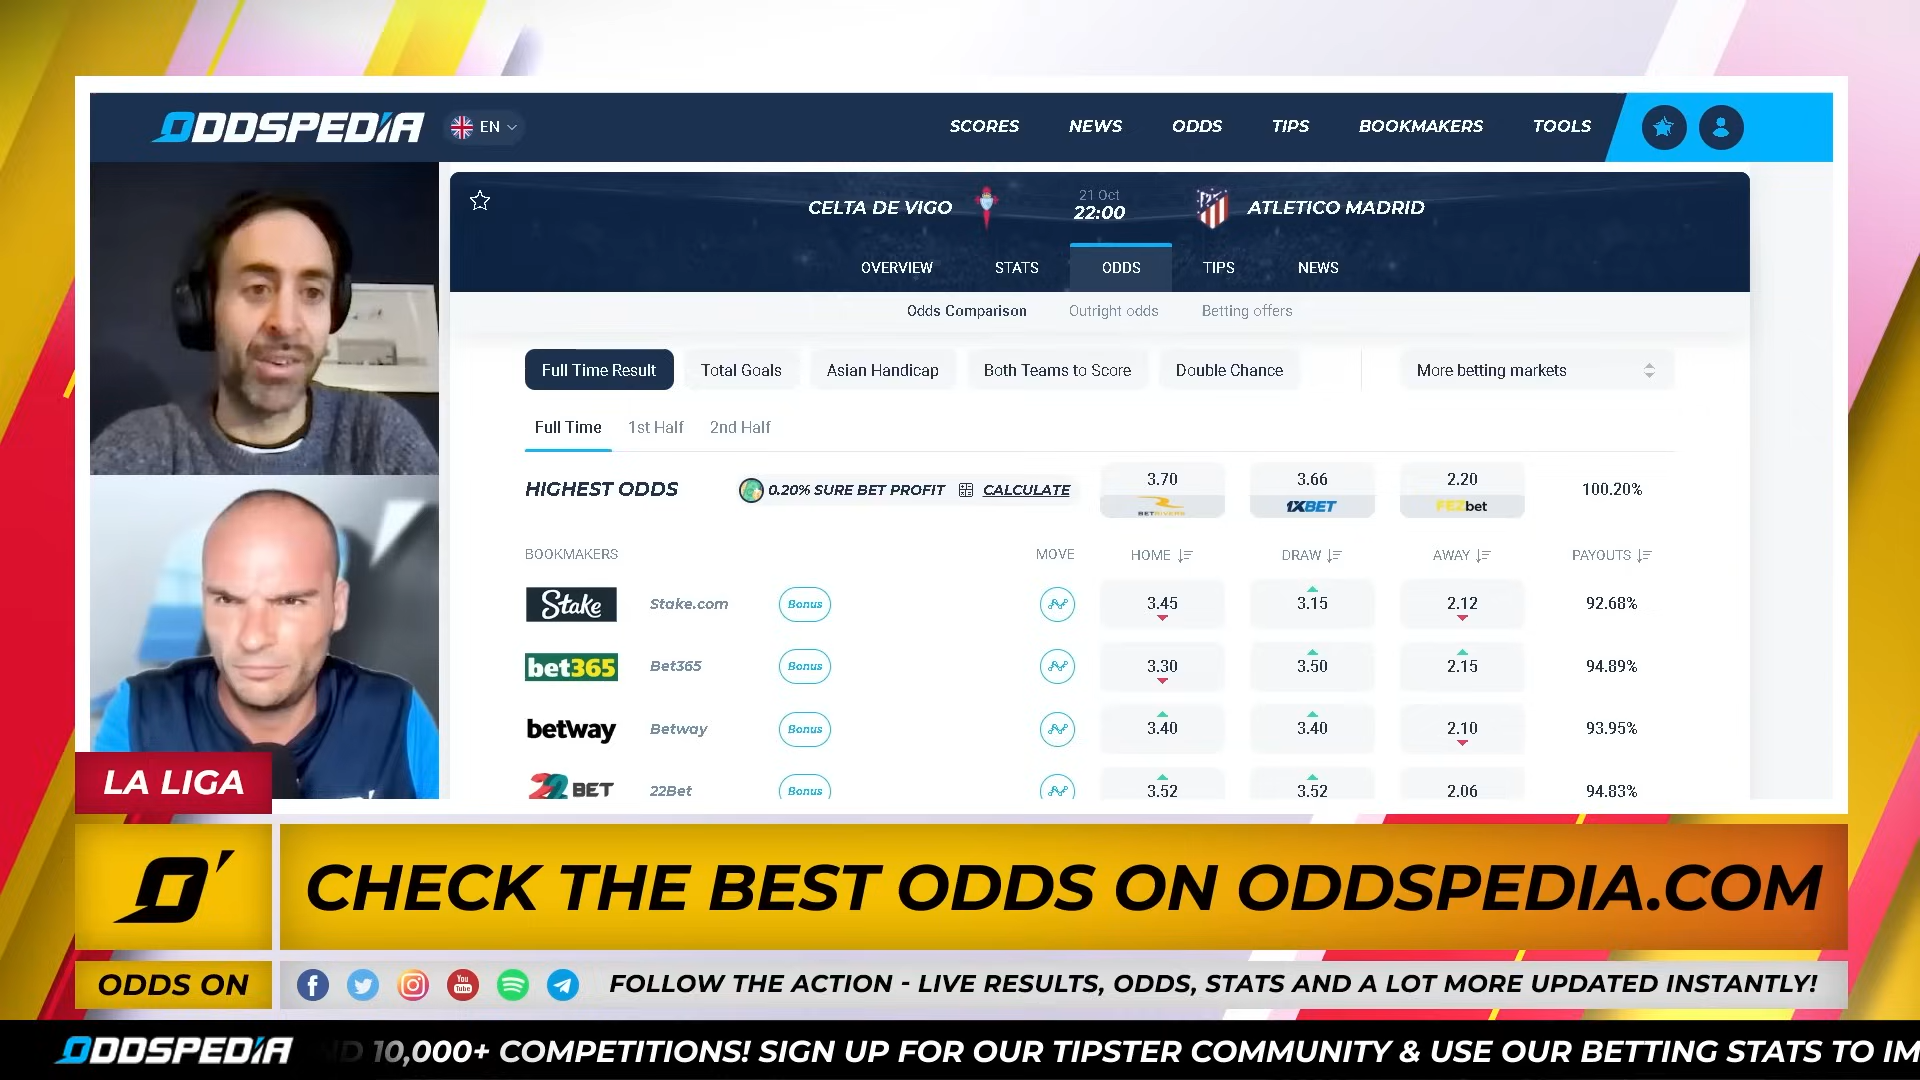 ODDSPEDIA
EN
SCORES NEWS ODDS TIPS BOOKMAKERS TOOLS
CELTA DE VIGO
21 Oct
22:00
ATLETICO MADRID
OVERVIEW STATS ODDS TIPS NEWS
Odds Comparison Outright odds Betting offers
Full Time Result Total Goals Asian Handicap Both Teams to Score Double Chance More betting markets
Full Time 1st Half 2nd Half
HIGHEST ODDS 0.20% SURE BET PROFIT CALCULATE 3.70 3.66 2.20 100.20%
BETRIVERS 1XBET FEZbet
BOOKMAKERS MOVE HOME DRAW AWAY PAYOUTS
Stake Stake.com Bonus 3.45 3.15 2.12 92.68%
bet365 Bet365 Bonus 3.30 3.50 2.15 94.89%
betway Betway Bonus 3.40 3.40 2.10 93.95%
22BET 22Bet Bonus 3.52 3.52 2.06 94.83%
LA LIGA
O' CHECK THE BEST ODDS ON ODDSPEDIA.COM
ODDS ON You Tube FOLLOW THE ACTION - LIVE RESULTS, ODDS, STATS AND A LOT MORE UPDATED INSTANTLY!
ODDSPEDIA 10,000+ COMPETITIONS! SIGN UP FOR OUR TIPSTER COMMUNITY & USE OUR BETTING STATS TO IM